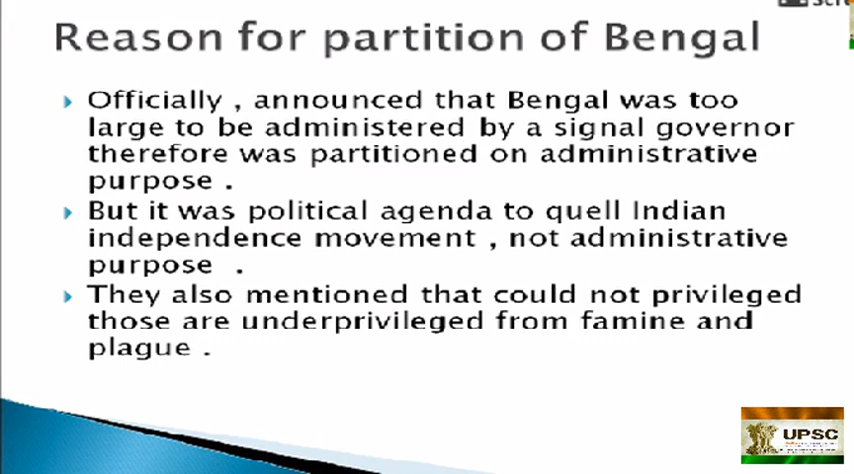 Reason for partition of Bengal
Officially , announced that Bengal was too
large to be administered by a signal governor
therefore was partitioned on administrative
purpose .
But it was political agenda to quell Indian
independence movement , not administrative
purpose .
They also mentioned that could not privileged
those are underprivileged from famine and
plague .
UPSC